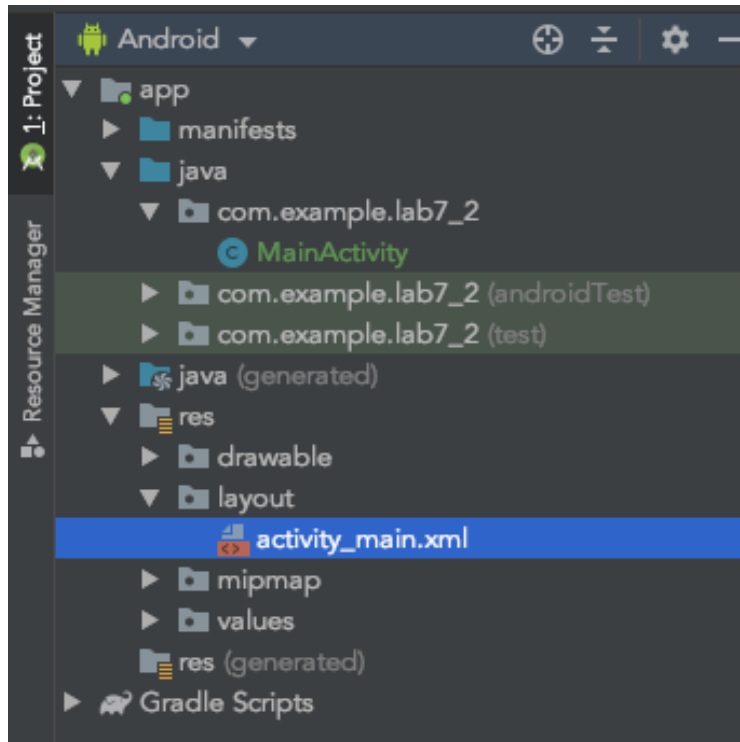 1: Project
Resource Manager
Android
app
manifests
java
com.example.lab7_2
C MainActivity
com.example.lab7_2 (androidTest)
com.example.lab7_2 (test)
java (generated)
res
drawable
layout
<> activity_main.xml
mipmap
values
res (generated)
Gradle Scripts